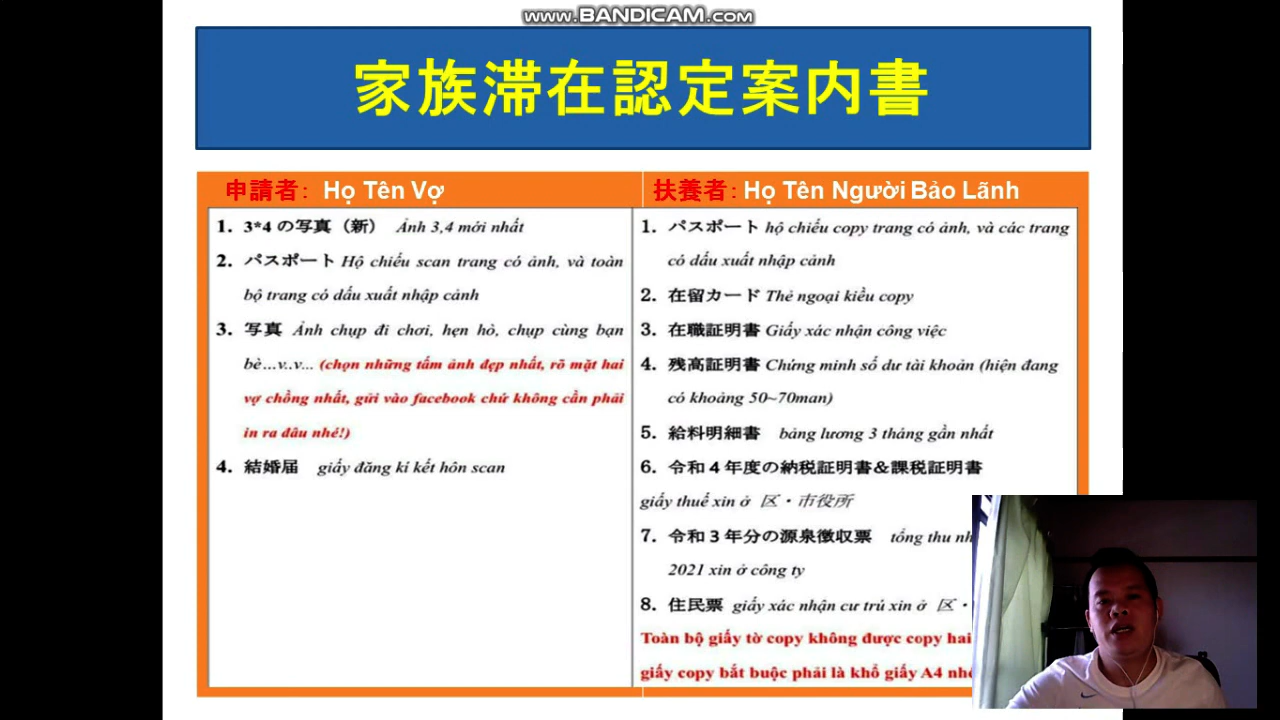 www.BANDICAM.com
家族滞在認定案内書
申請者： Họ Tên Vợ
1. 3*4 の写真（新） Ảnh 3,4 mới nhất
2. パスポート Hộ chiếu scan trang có ảnh, và toàn
bộ trang có dấu xuất nhập cảnh
3. 写真 Ảnh chụp đi chơi, hẹn hò, chụp cùng bạn
bè...v..v... (chọn những tấm ảnh đẹp nhất, rõ mặt hai
vợ chồng nhất, gửi vào facebook chứ không cần phải
in ra đâu nhé!)
4. 結婚届 giấy đăng kí kết hôn scan
扶養者：Họ Tên Người Bảo Lãnh
1. パスポート hộ chiếu copy trang có ảnh, và các trang
có dấu xuất nhập cảnh
2. 在留カード Thẻ ngoại kiều copy
3. 在職証明書 Giấy xác nhận công việc
4. 残高証明書 Chứng minh số dư tài khoản (hiện đang
có khoảng 50~70man)
5. 給料明細書 bảng lương 3 tháng gần nhất
6. 令和４年度の納税証明書＆課税証明書
giấy thuế xin ở 区・市役所
7. 令和３年分の源泉徴収票 tổng thu
2021 xin ở công ty
8. 住民票 giấy xác nhận cư trú xin ở 区・
Toàn bộ giấy tờ copy không được copy hai
giấy copy bắt buộc phải là khổ giấy A4